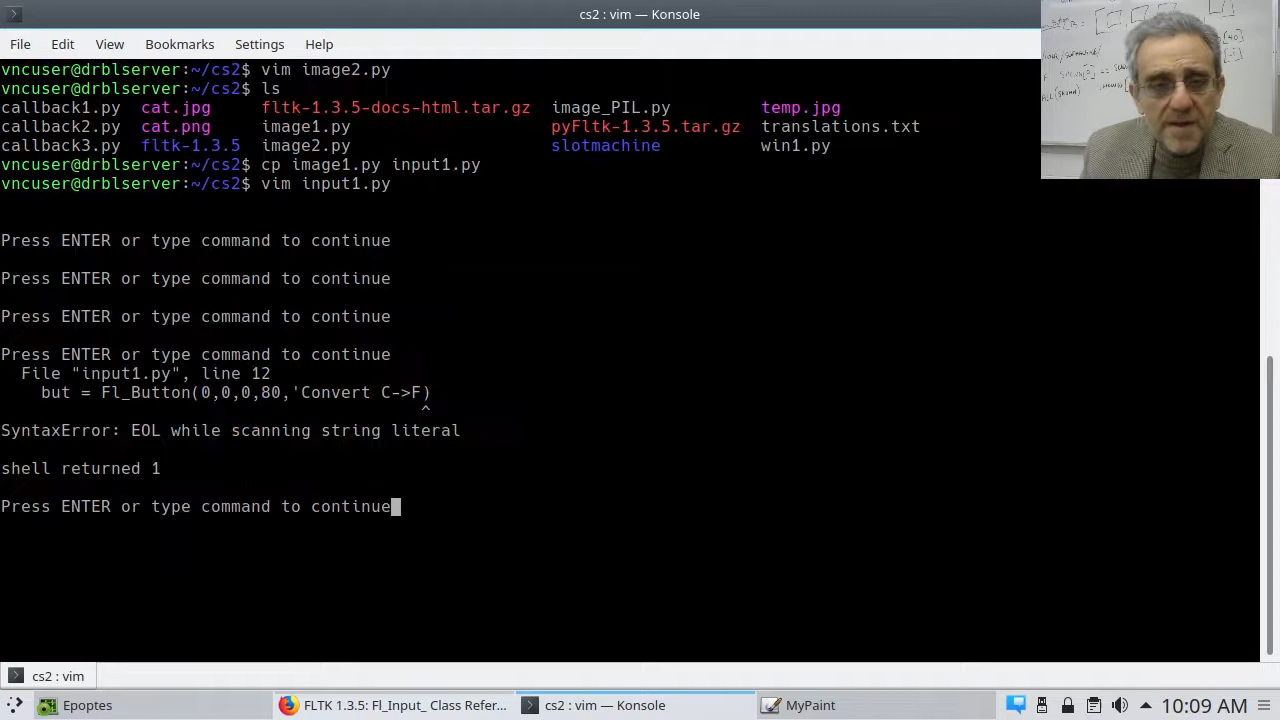 cs2 : vim — Konsole
File Edit View Bookmarks Settings Help
vncuser@drblserver:~/cs2$ vim image2.py
vncuser@drblserver:~/cs2$ ls
callback1.py cat.jpg fltk-1.3.5-docs-html.tar.gz image_PIL.py temp.jpg
callback2.py cat.png image1.py pyFltk-1.3.5.tar.gz translations.txt
callback3.py fltk-1.3.5 image2.py slotmachine win1.py
vncuser@drblserver:~/cs2$ cp image1.py input1.py
vncuser@drblserver:~/cs2$ vim input1.py
Press ENTER or type command to continue
Press ENTER or type command to continue
Press ENTER or type command to continue
Press ENTER or type command to continue
File "input1.py", line 12
but = Fl_Button(0,0,0,80,'Convert C->F)
^
SyntaxError: EOL while scanning string literal
shell returned 1
Press ENTER or type command to continue
cs2 : vim
Epoptes FLTK 1.3.5: Fl_Input_ Class Refer... cs2 : vim — Konsole MyPaint 10:09 AM